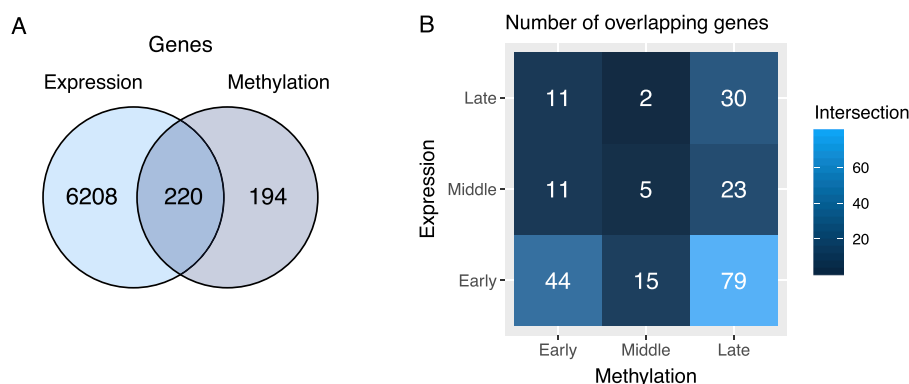 A
Genes
Expression
Methylation
6208
220
194
B
Number of overlapping genes
Expression
Late
11
2
30
Middle
11
5
23
Early
44
15
79
Early
Middle
Late
Methylation
Intersection
60
40
20